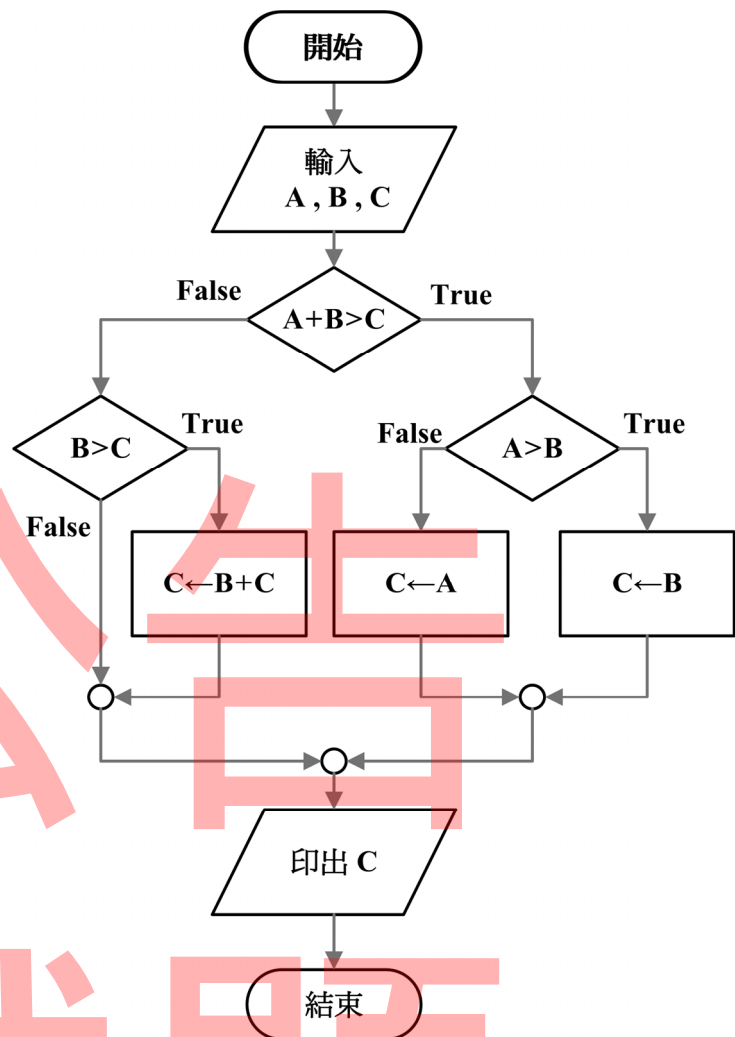 開始
輸入
A , B , C
False
True
A+B>C
True
False
True
B>C
A>B
False
C←B+C
C←A
C←B
印出 C
結束